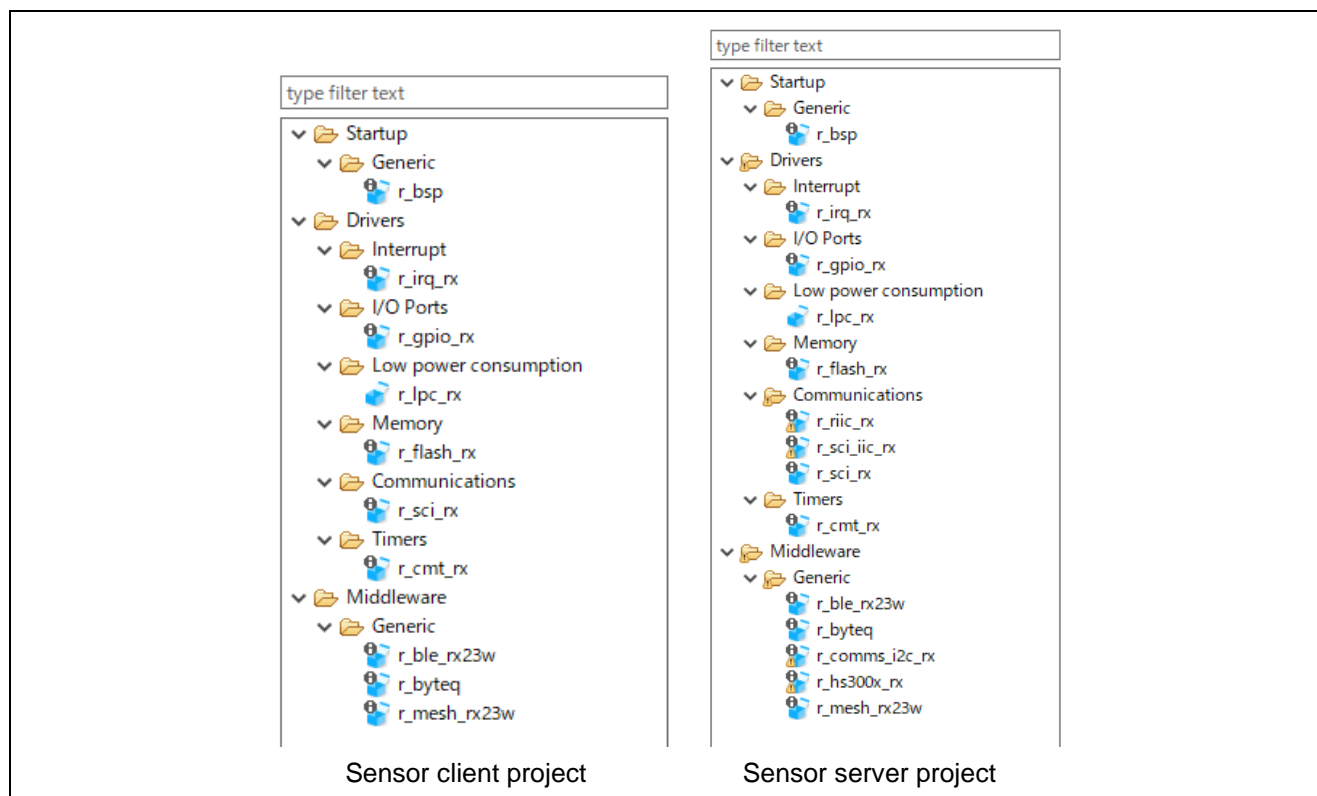 type filter text
Startup
Generic
r_bsp
Drivers
Interrupt
r_irq_rx
I/O Ports
r_gpio_rx
Low power consumption
r_lpc_rx
Memory
r_flash_rx
Communications
r_sci_rx
Timers
r_cmt_rx
Middleware
Generic
r_ble_rx23w
r_byteq
r_mesh_rx23w
Sensor client project
type filter text
Startup
Generic
r_bsp
Drivers
Interrupt
r_irq_rx
I/O Ports
r_gpio_rx
Low power consumption
r_lpc_rx
Memory
r_flash_rx
Communications
r_riic_rx
r_sci_iic_rx
r_sci_rx
Timers
r_cmt_rx
Middleware
Generic
r_ble_rx23w
r_byteq
r_comms_i2c_rx
r_hs300x_rx
r_mesh_rx23w
Sensor server project